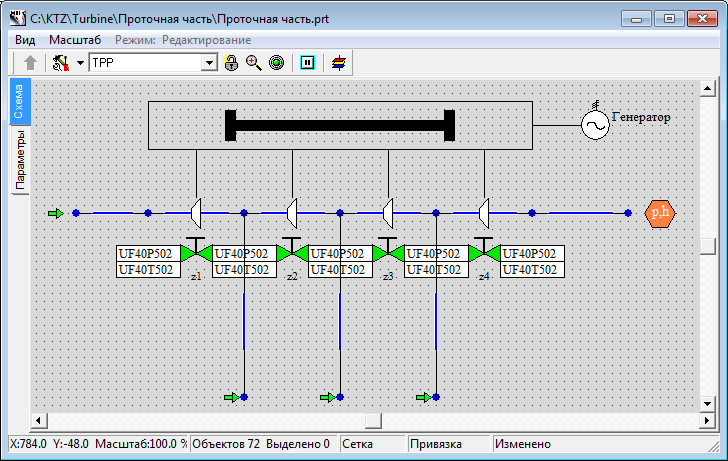 C:\KTZ\Turbine\Проточная часть\Проточная часть.prt
Вид Масштаб Режим: Редактирование
TPP
Схема
Параметры
Генератор
p,h
UF40P502 UF40P502 UF40P502 UF40P502 UF40P502
UF40T502 UF40T502 UF40T502 UF40T502 UF40T502
z1 z2 z3 z4
X:784.0 Y:-48.0 Масштаб:100.0 % Объектов 72 Выделено 0 Сетка Привязка Изменено